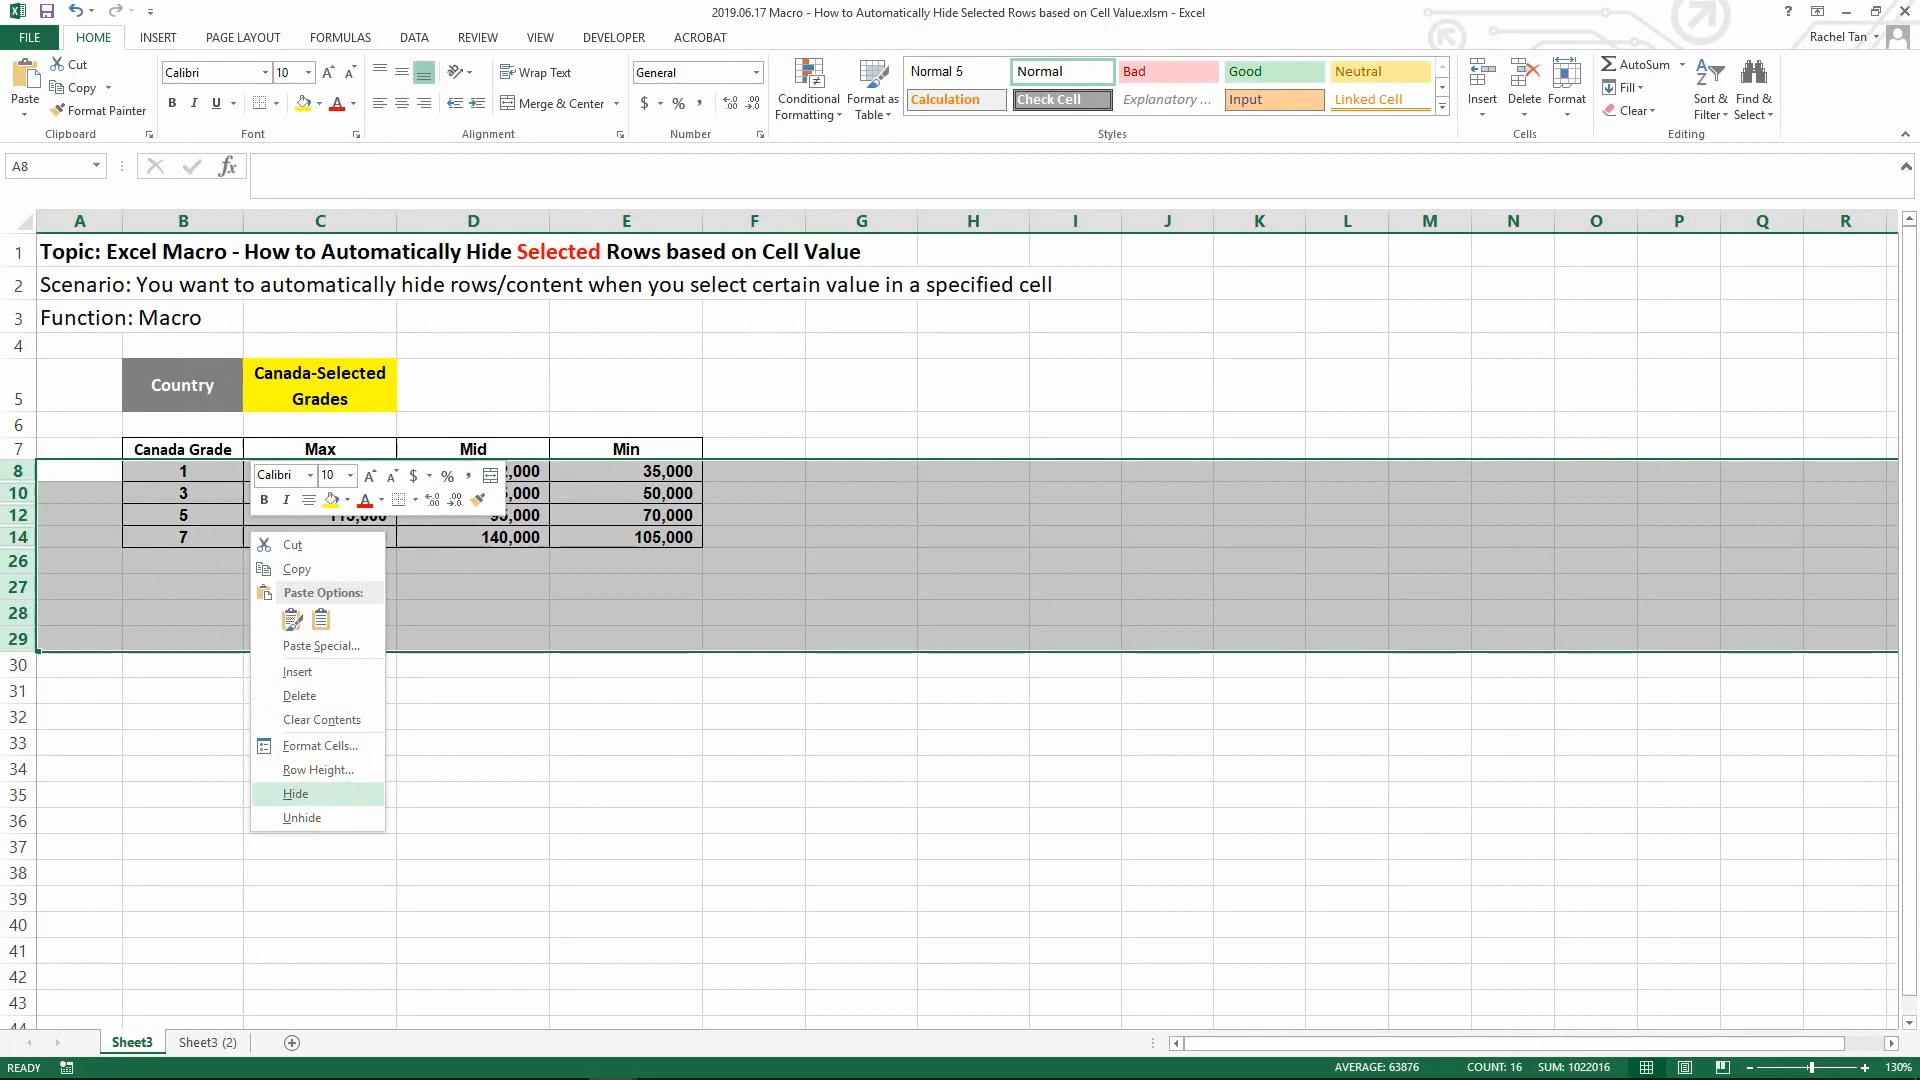 2019.06.17 Macro - How to Automatically Hide Selected Rows based on Cell Value.xlsm - Excel
?
FILE HOME INSERT PAGE LAYOUT FORMULAS DATA REVIEW VIEW DEVELOPER ACROBAT
Rachel Tan
Paste
Cut
Copy
Format Painter
Clipboard
Calibri 10
B I U
Font
Wrap Text
Merge & Center
Alignment
General
$ % ,
Number
Conditional Formatting
Format as Table
Normal 5 Normal Bad Good Neutral
Calculation Check Cell Explanatory ... Input Linked Cell
Styles
Insert Delete Format
Cells
AutoSum
Fill
Clear
Sort & Filter
Find & Select
Editing
A8
fx
A B C D E F G H I J K L M N O P Q R
1 Topic: Excel Macro - How to Automatically Hide Selected Rows based on Cell Value
2 Scenario: You want to automatically hide rows/content when you select certain value in a specified cell
3 Function: Macro
4
5 Country Canada-Selected Grades
6
7 Canada Grade Max Mid Min
8 1 35,000
10 3 50,000
12 5 70,000
14 7 140,000 105,000
26
27
28
29
30
31
32
33
34
35
36
37
38
39
40
41
42
43
Calibri 10 A A $ % ,
B I A
Cut
Copy
Paste Options:
Paste Special...
Insert
Delete
Clear Contents
Format Cells...
Row Height...
Hide
Unhide
Sheet3 Sheet3 (2)
READY
AVERAGE: 63876 COUNT: 16 SUM: 1022016
130%